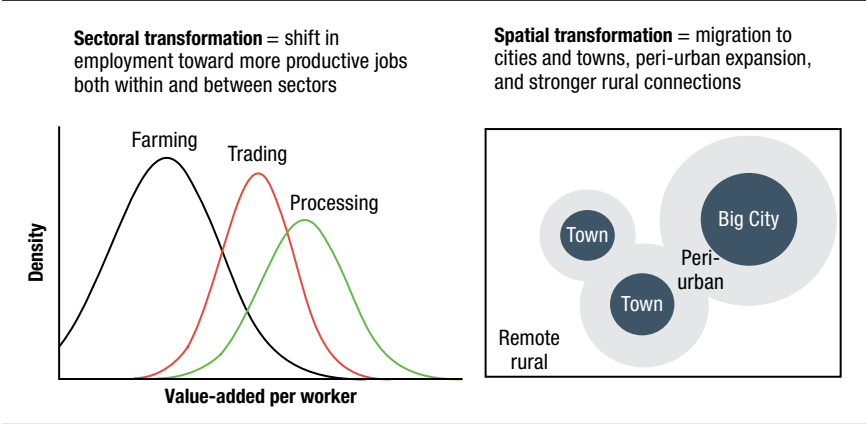 Sectoral transformation = shift in
employment toward more productive jobs
both within and between sectors
Farming
Trading
Processing
Density
Value-added per worker
Spatial transformation = migration to
cities and towns, peri-urban expansion,
and stronger rural connections
Big City
Town
Peri-
urban
Town
Remote
rural